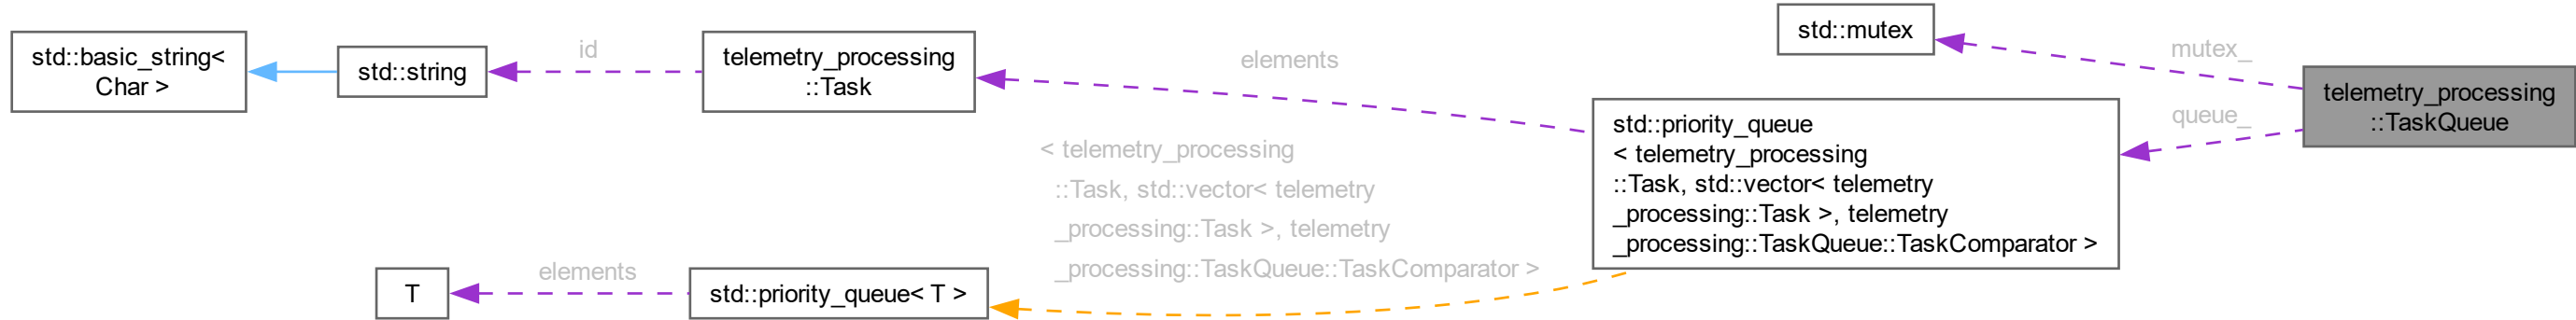 std::basic_string<
Char >
std::string
id
telemetry_processing
::Task
elements
std::mutex
mutex_
telemetry_processing
::TaskQueue
queue_
std::priority_queue
< telemetry_processing
::Task, std::vector< telemetry
_processing::Task >, telemetry
_processing::TaskQueue::TaskComparator >
< telemetry_processing
::Task, std::vector< telemetry
_processing::Task >, telemetry
_processing::TaskQueue::TaskComparator >
T
elements
std::priority_queue< T >